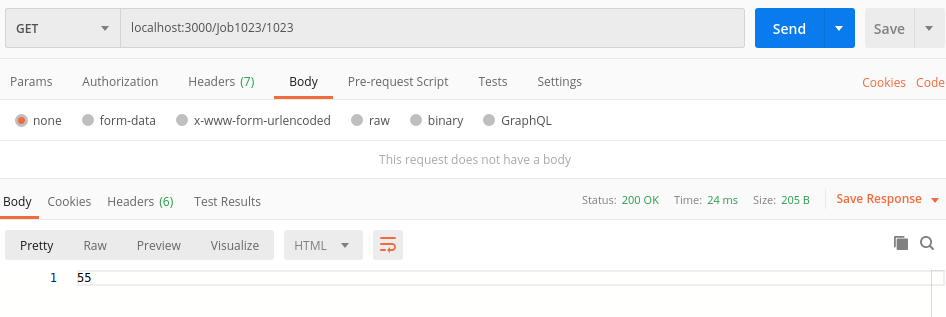 GET localhost:3000/Job1023/1023 Send Save
Params Authorization Headers (7) Body Pre-request Script Tests Settings Cookies Code
none form-data x-www-form-urlencoded raw binary GraphQL
This request does not have a body
Body Cookies Headers (6) Test Results Status: 200 OK Time: 24 ms Size: 205 B Save Response
Pretty Raw Preview Visualize HTML
1 55